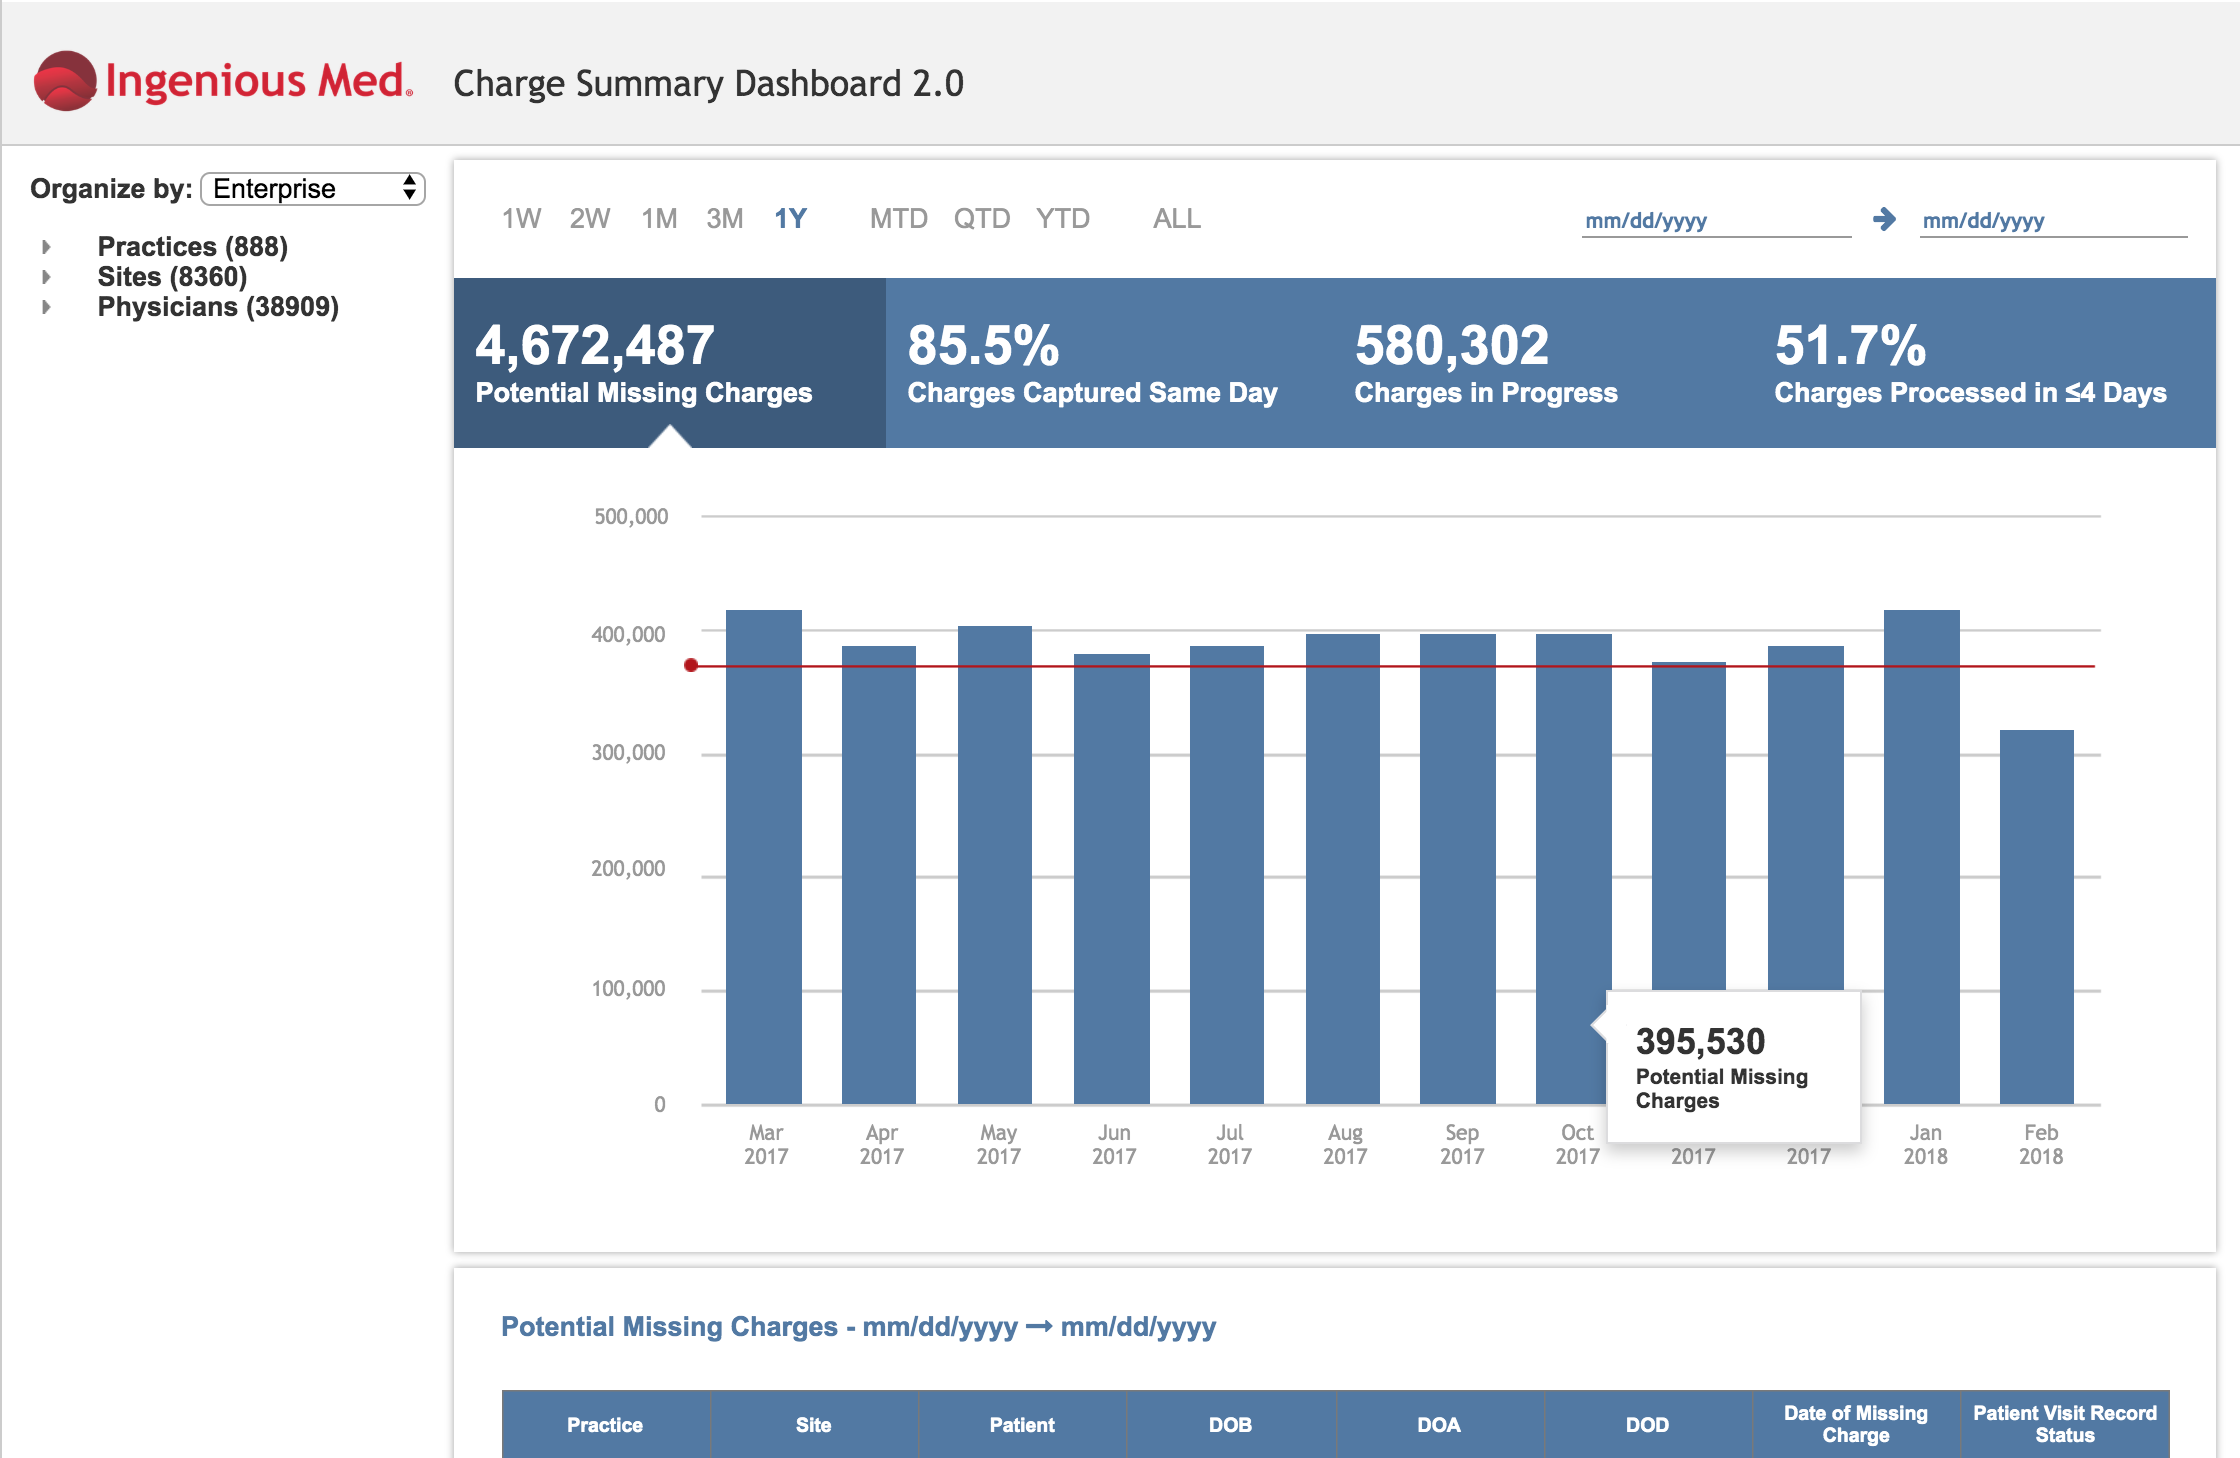 Ingenious Med®
Charge Summary Dashboard 2.0
Organize by: Enterprise
Practices (888)
Sites (8360)
Physicians (38909)
1W 2W 1M 3M 1Y MTD QTD YTD ALL
mm/dd/yyyy → mm/dd/yyyy
4,672,487
Potential Missing Charges
85.5%
Charges Captured Same Day
580,302
Charges in Progress
51.7%
Charges Processed in ≤4 Days
500,000
400,000
300,000
200,000
100,000
0
395,530
Potential Missing
Charges
Mar
2017
Apr
2017
May
2017
Jun
2017
Jul
2017
Aug
2017
Sep
2017
Oct
2017
2017
2017
Jan
2018
Feb
2018
Potential Missing Charges - mm/dd/yyyy → mm/dd/yyyy
Practice
Site
Patient
DOB
DOA
DOD
Date of Missing
Charge
Patient Visit Record
Status